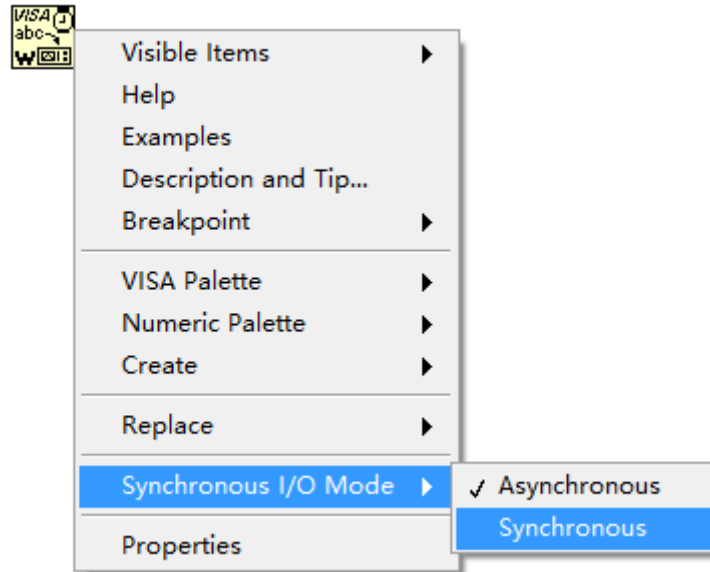 VISA
abc
W
Visible Items
Help
Examples
Description and Tip...
Breakpoint
VISA Palette
Numeric Palette
Create
Replace
Synchronous I/O Mode
Asynchronous
Synchronous
Properties